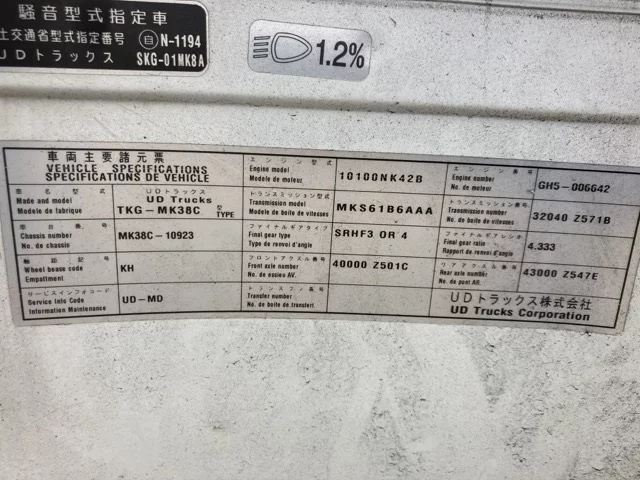 騒音型式指定車
土交通省型式指定番号 自 N-1194
UDトラックス SKG-01MK8A
1.2%
車両主要諸元票
VEHICLE SPECIFICATIONS
SPECIFICATIONS DE VEHICLE
エンジン型式
Engine model
Modele de moteur
10100NK42B
エンジン番号
Engine number
No. de moteur
GH5-006642
車名型式
Made and model
Modele de fabrique
UDトラックス
UD Trucks
TKG-MK38C 型 TYPE
トランスミッション型式
Transmission model
Modele de boite de vitesses
MKS61B6AAA
トランスミッション番号
Transmission number
No. de boite de vitesses
32040 Z571B
車台番号
Chassis number
No. de chassis
MK38C-10923
ファイナルギアタイプ
Final gear type
Type de renvoi d'angle
SRHF3 OR 4
ファイナルギアレシオ
Final gear ratio
Rapport de renvoi d'angle
4.333
軸距記号
Wheel base code
Empattment
KH
フロントアクスル番号
Front axle number
No. de essieu AV.
40000 Z501C
リアアクスル番号
Rear axle number
No. de pont AR.
43000 Z547E
サービスインフォコード
Service Info Code
Information Maintenance
UD-MD
トランスファ番号
Transfer number
No. de boite de transfert.
UDトラックス株式会社
UD Trucks Corporation